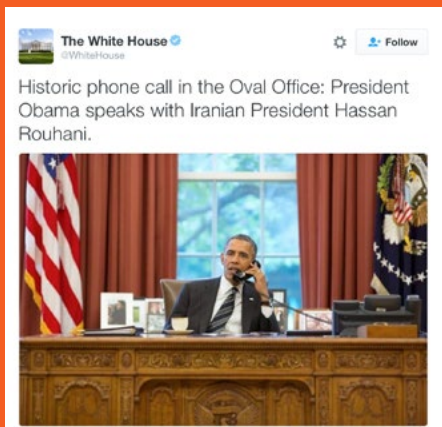 The White House
@WhiteHouse
Follow
Historic phone call in the Oval Office: President
Obama speaks with Iranian President Hassan
Rouhani.